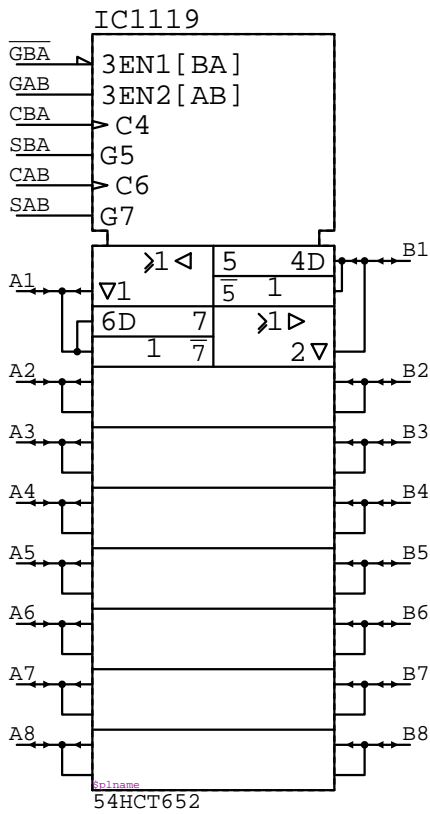 IC1119
GBA 3EN1[BA]
GAB 3EN2[AB]
CBA C4
SBA G5
CAB C6
SAB G7
≥1 5 4D B1
A1 ▽1 5 1
6D 7 ≥1
1 7 2▽
A2 B2
A3 B3
A4 B4
A5 B5
A6 B6
A7 B7
A8 B8
$plname
54HCT652